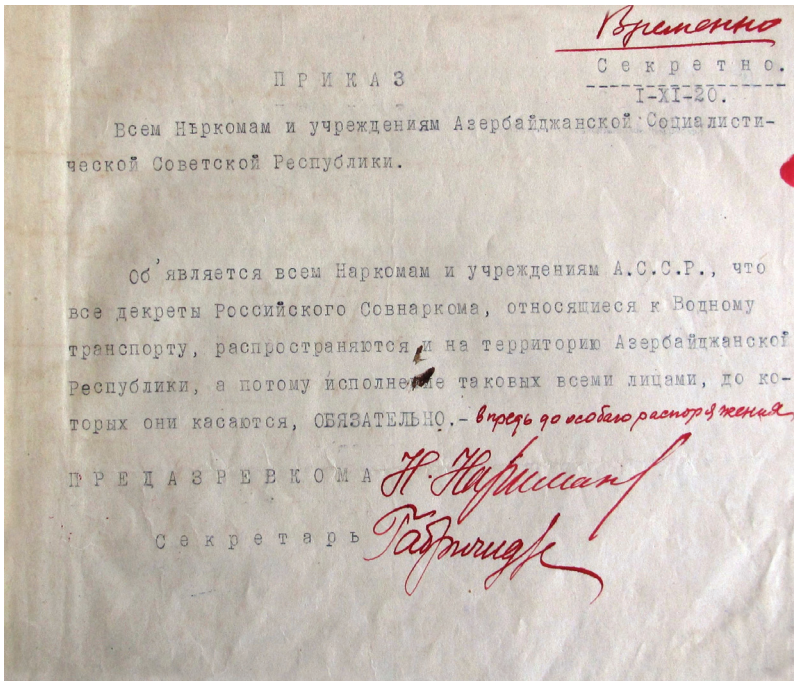 Временно
Секретно.
ПРИКАЗ
I-XI-20.
Всем Нъркомам и учреждениям Азербайджанской Социалисти-
ческой Советской Республики.
Об'является всем Наркомам и учреждениям А.С.С.Р., что
все декреты Российского Совнаркома, относящиеся к Водному
транспорту, распространяются и на территорию Азербайджанской
Республики, а потому исполнение таковых всеми лицами, до ко-
торых они касаются, ОБЯЗАТЕЛЬНО.- впредь до особаго распоряжения
ПРЕДАЗРЕВКОМА Н. Нариман
Секретарь